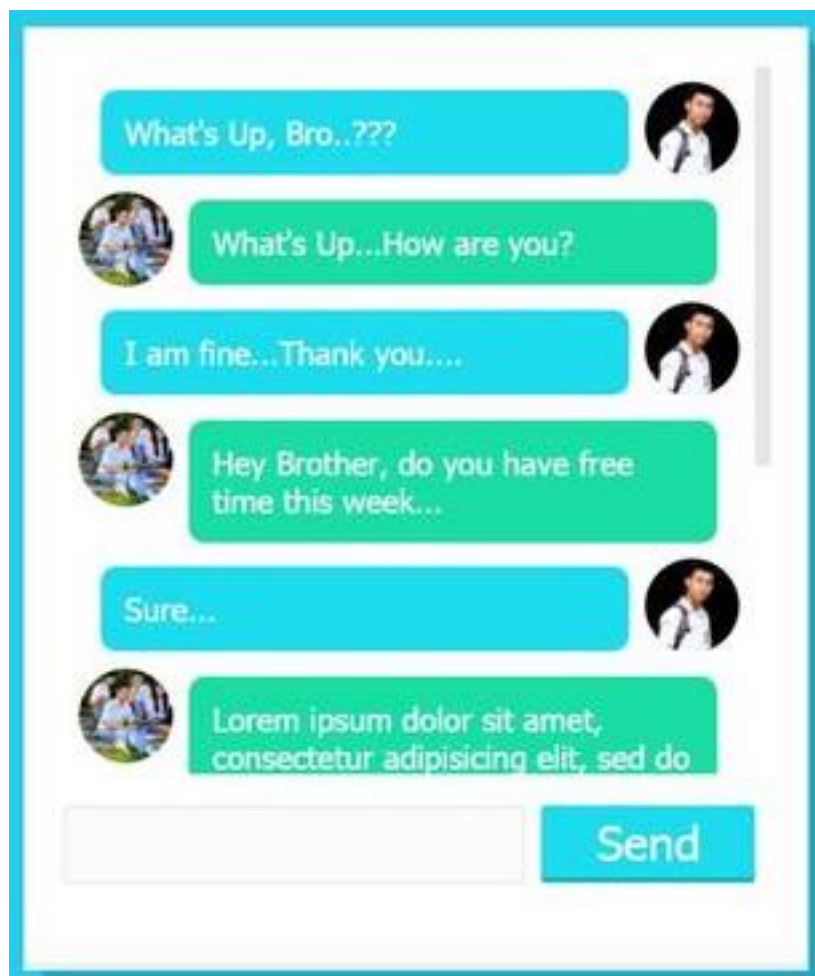 What's Up, Bro..???
What's Up...How are you?
I am fine...Thank you....
Hey Brother, do you have free
time this week...
Sure...
Lorem ipsum dolor sit amet,
consectetur adipisicing elit, sed do
Send